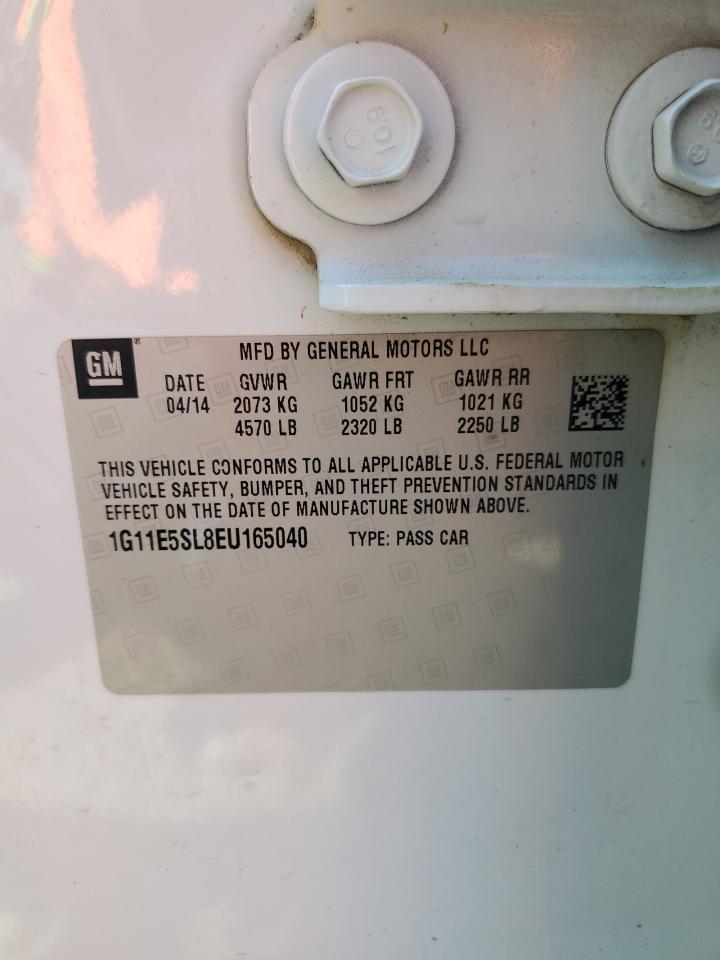 10.9
GM
MFD BY GENERAL MOTORS LLC
DATE GVWR GAWR FRT GAWR RR
04/14 2073 KG 1052 KG 1021 KG
4570 LB 2320 LB 2250 LB
THIS VEHICLE CONFORMS TO ALL APPLICABLE U.S. FEDERAL MOTOR
VEHICLE SAFETY, BUMPER, AND THEFT PREVENTION STANDARDS IN
EFFECT ON THE DATE OF MANUFACTURE SHOWN ABOVE.
1G11E5SL8EU165040 TYPE: PASS CAR